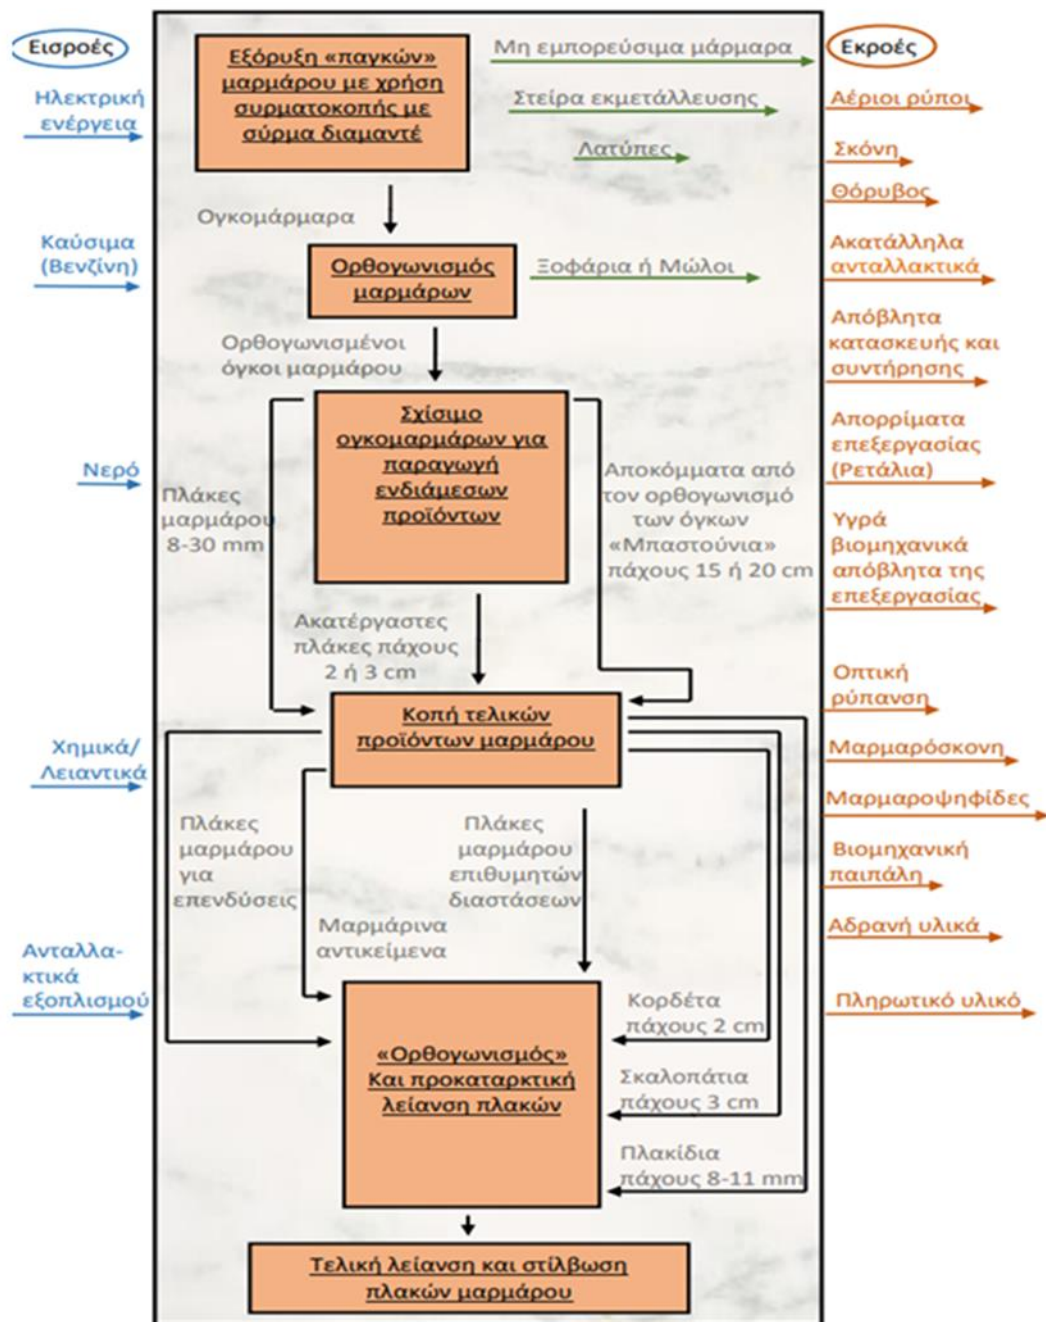 Εισροές
Ηλεκτρική
ενέργεια
Καύσιμα
(Βενζίνη)
Νερό
Χημικά/
Λειαντικά
Ανταλλα-
κτικά
εξοπλισμού
Εξόρυξη «παγκών»
μαρμάρου με χρήση
συρματοκοπής με
σύρμα διαμαντέ
Μη εμπορεύσιμα μάρμαρα
Στείρα εκμετάλλευσης
Λατύπες
Ογκομάρμαρα
Ορθογωνισμός
μαρμάρων
Ξοφάρια ή Μώλοι
Ορθογωνισμένοι
όγκοι μαρμάρου
Σχίσιμο
ογκομαρμάρων για
παραγωγή
ενδιάμεσων
προϊόντων
Πλάκες
μαρμάρου
8-30 mm
Αποκόμματα από
τον ορθογωνισμό
των όγκων
«Μπαστούνια»
πάχους 15 ή 20 cm
Ακατέργαστες
πλάκες πάχους
2 ή 3 cm
Κοπή τελικών
προϊόντων μαρμάρου
Πλάκες
μαρμάρου
για
επενδύσεις
Πλάκες
μαρμάρου
επιθυμητών
διαστάσεων
Μαρμάρινα
αντικείμενα
Κορδέτα
πάχους 2 cm
Σκαλοπάτια
πάχους 3 cm
Πλακίδια
πάχους 8-11 mm
«Ορθογωνισμός»
Και προκαταρκτική
λείανση πλακών
Τελική λείανση και στίλβωση
πλακών μαρμάρου
Εκροές
Αέριοι ρύποι
Σκόνη
Θόρυβος
Ακατάλληλα
ανταλλακτικά
Απόβλητα
κατασκευής και
συντήρησης
Απορρίματα
επεξεργασίας
(Ρετάλια)
Υγρά
βιομηχανικά
απόβλητα της
επεξεργασίας
Οπτική
ρύπανση
Μαρμαρόσκονη
Μαρμαροψηφίδες
Βιομηχανική
παιπάλη
Αδρανή υλικά
Πληρωτικό υλικό